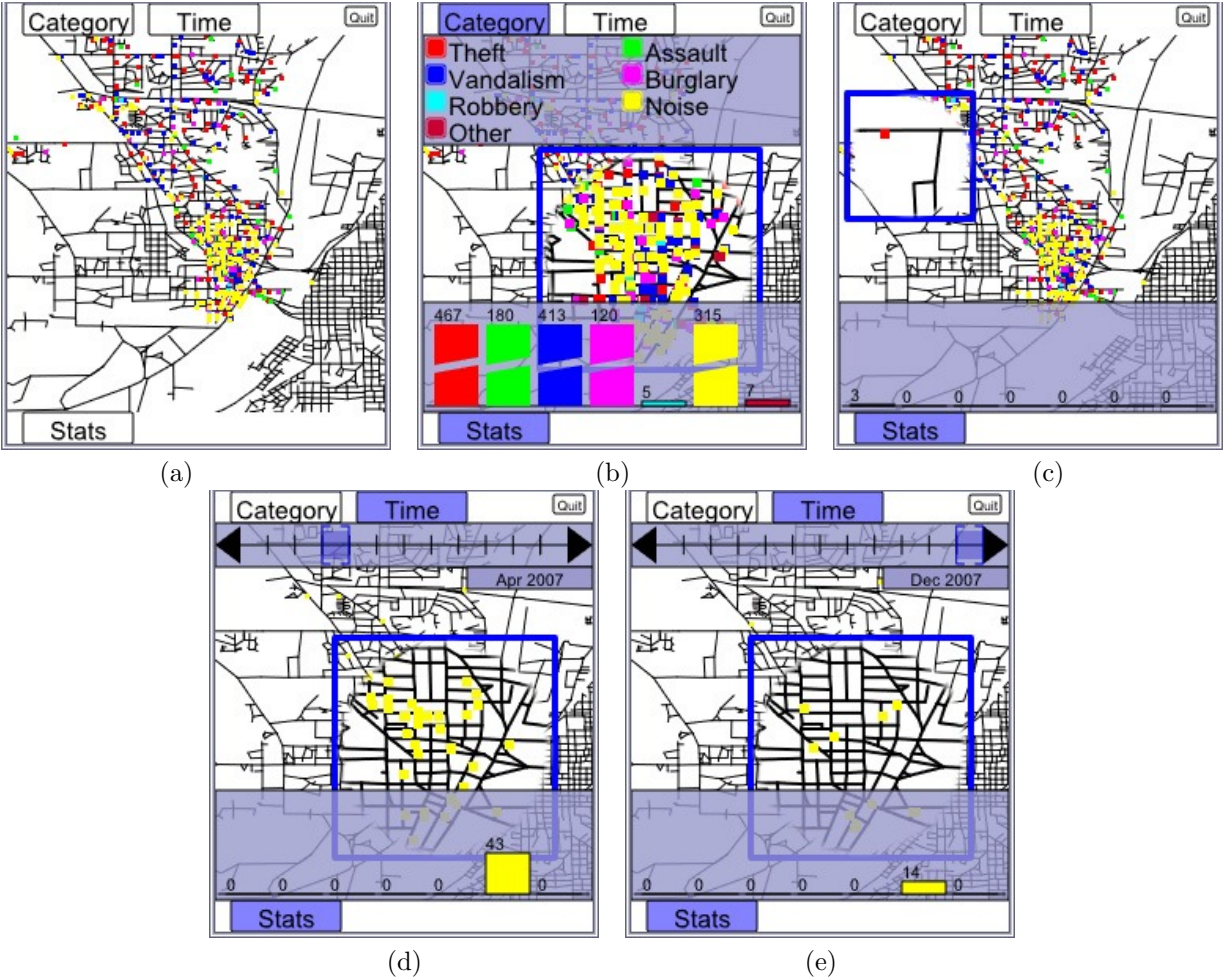 Category Time Quit
Category Time Quit
Theft Assault
Vandalism Burglary
Robbery Noise
Other
467 180 413 120 315
5 7
Stats
Category Time Quit
3 0 0 0 0 0 0
Stats
Stats
(a) (b) (c)
Category Time Quit
Apr 2007
43
0 0 0 0 0 0
Stats
Category Time Quit
Dec 2007
14
0 0 0 0 0 0
Stats
(d) (e)